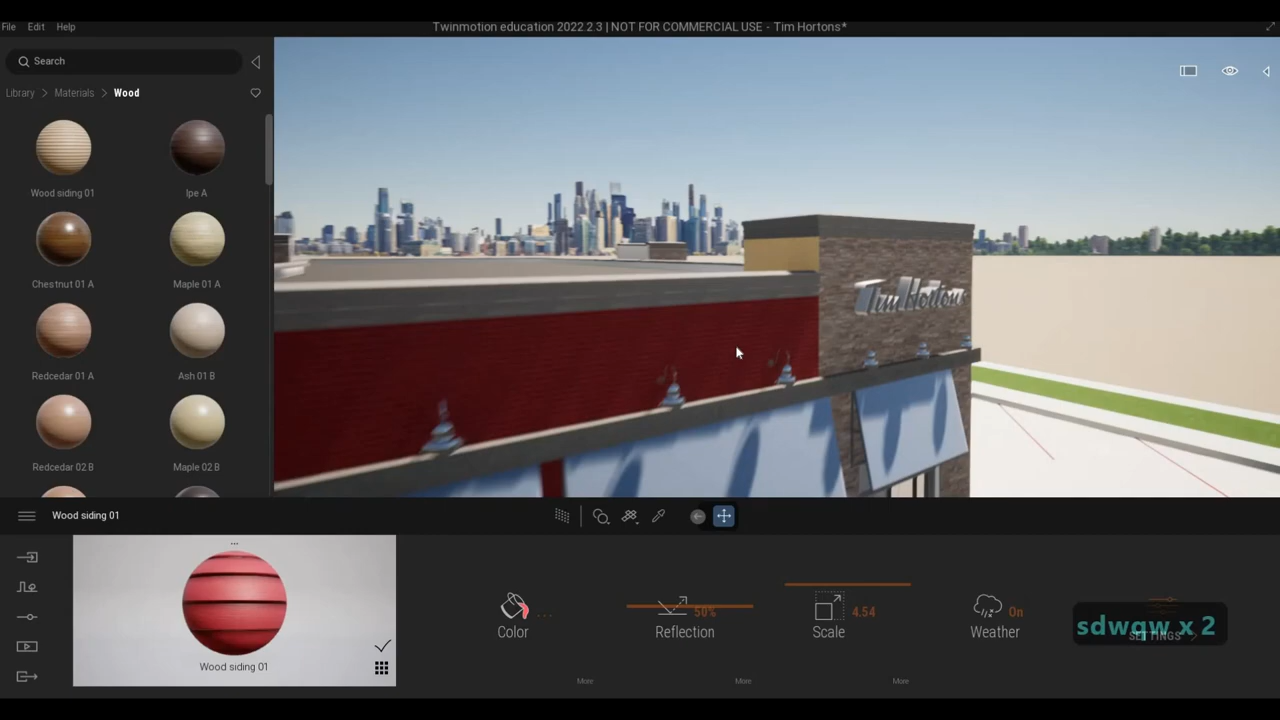 Twinmotion education 2022.2.3 | NOT FOR COMMERCIAL USE - Tim Hortons*
File Edit Help
Search
Library > Materials > Wood
Wood siding 01
Ipe A
Chestnut 01 A
Maple 01 A
Redcedar 01 A
Ash 01 B
Redcedar 02 B
Maple 02 B
Tim Hortons
Wood siding 01
...
Wood siding 01
Color
...
Reflection
50%
Scale
4.54
Weather
On
SETTINGS
sdwqw x 2
More
More
More